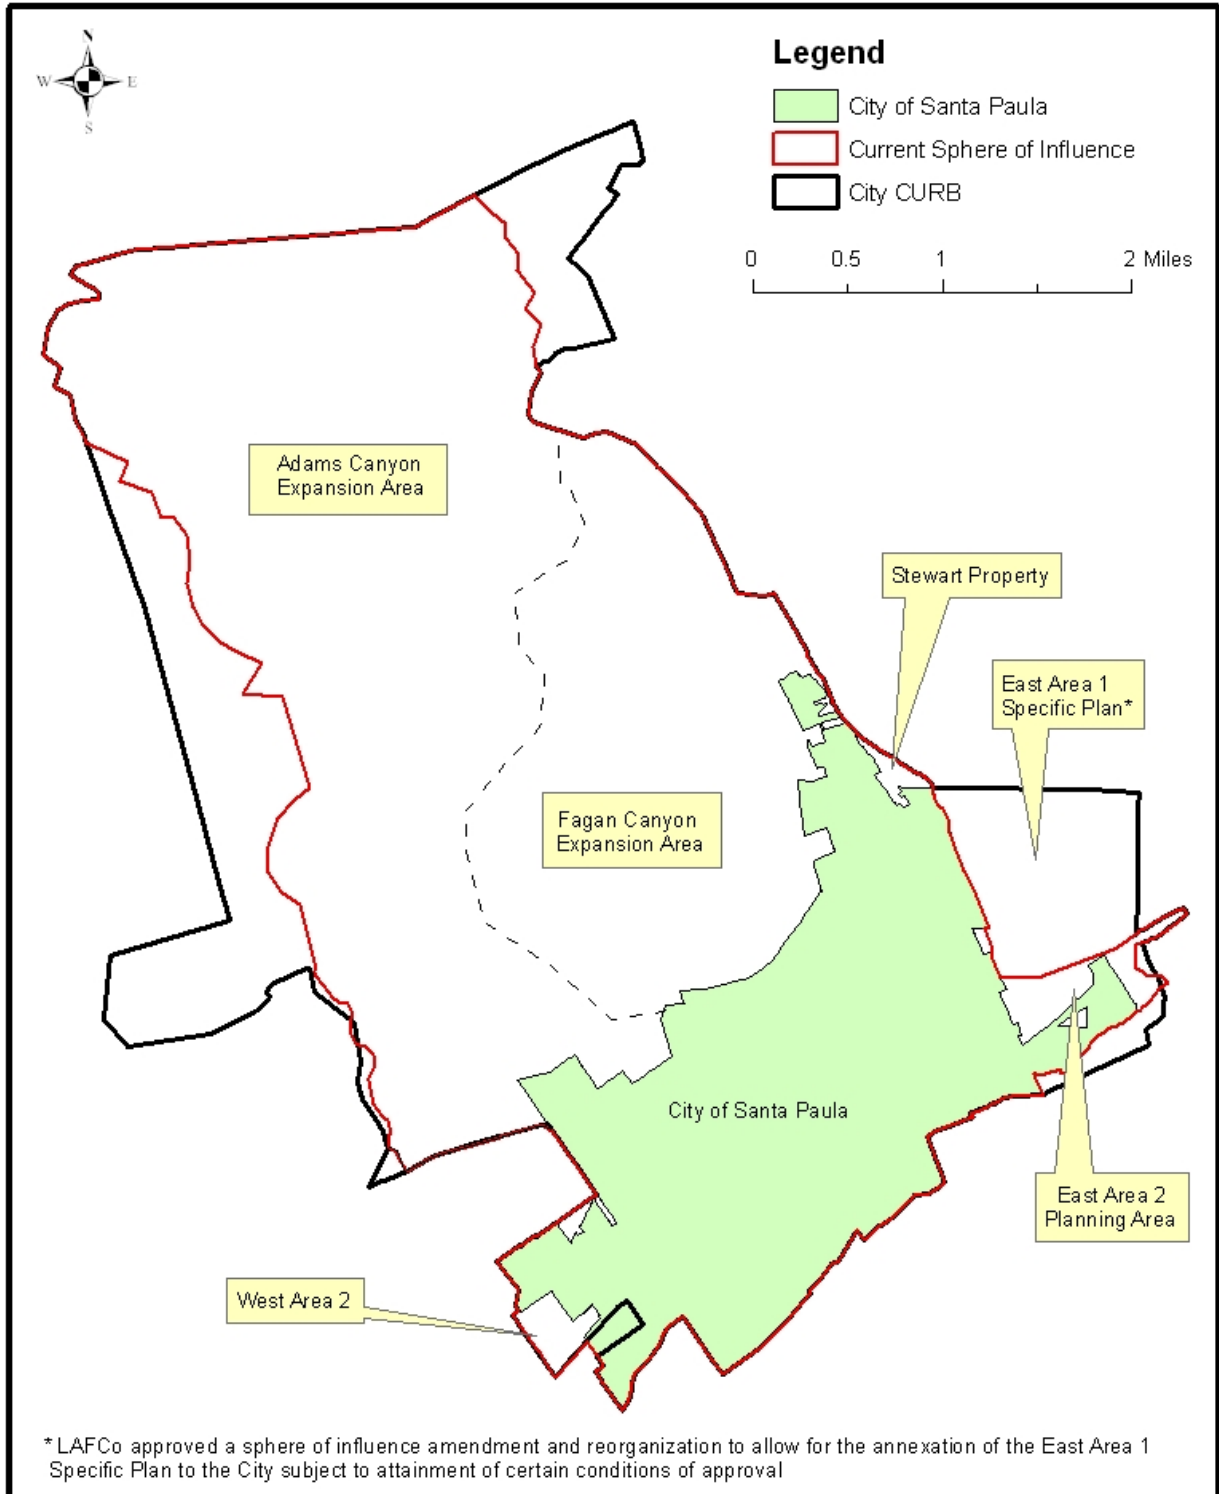 N
W E
S
Legend
City of Santa Paula
Current Sphere of Influence
City CURB
0 0.5 1 2 Miles
Adams Canyon
Expansion Area
Stewart Property
East Area 1
Specific Plan*
Fagan Canyon
Expansion Area
City of Santa Paula
East Area 2
Planning Area
West Area 2
* LAFCo approved a sphere of influence amendment and reorganization to allow for the annexation of the East Area 1
Specific Plan to the City subject to attainment of certain conditions of approval